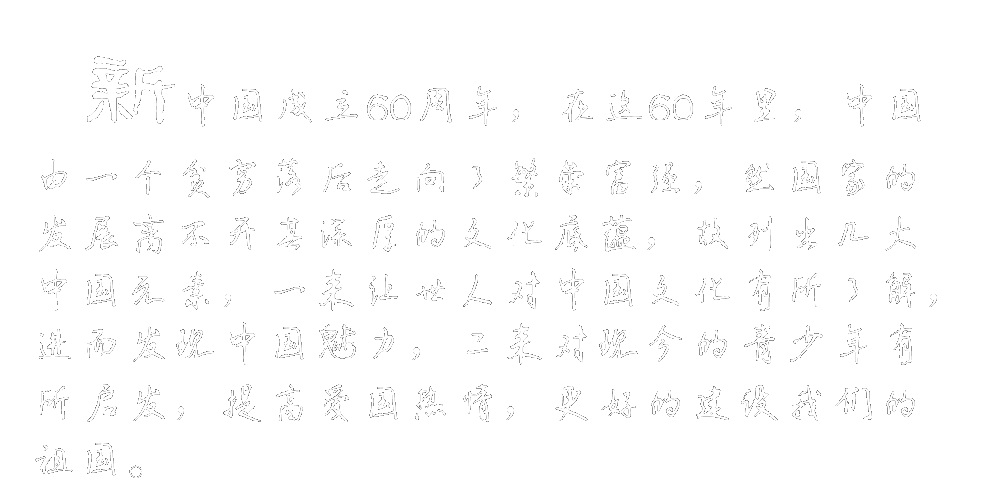 新中国成立60周年，在这60年里，中国
由一个贫穷落后走向了繁荣富强，然国家的
发展离不开其深厚的文化底蕴，故列出几大
中国元素，一来让世人对中国文化有所了解，
进而发现中国魅力，二来对现今的青少年有
所启发，提高爱国热情，更好的建设我们的
祖国。